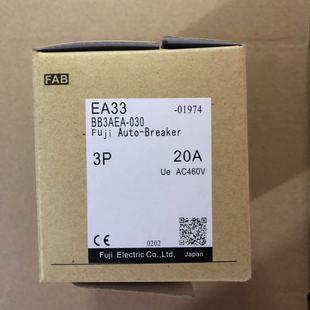 FAB
EA33 -01974
BB3AEA-030
Fuji Auto-Breaker
3P 20A
Ue AC460V
CE 0202
Fuji Electric Co.,Ltd. Japan